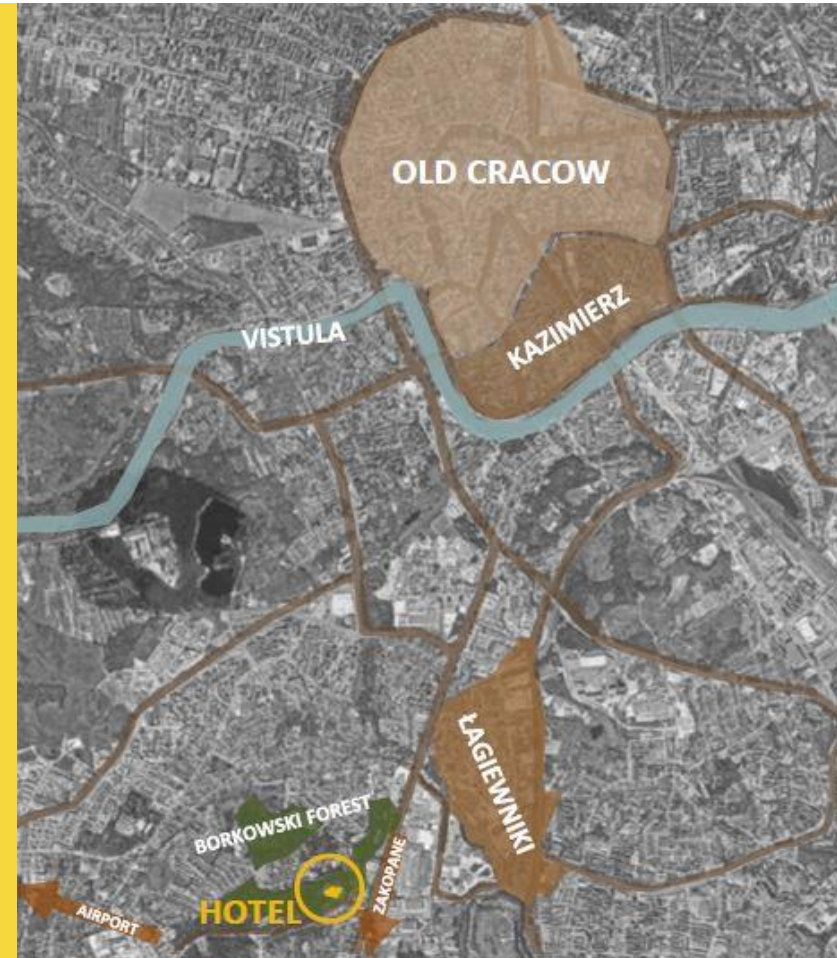 OLD CRACOW
VISTULA
KAZIMIERZ
ŁAGIEWNIKI
BORKOWSKI FOREST
ZAKOPANE
HOTEL
AIRPORT